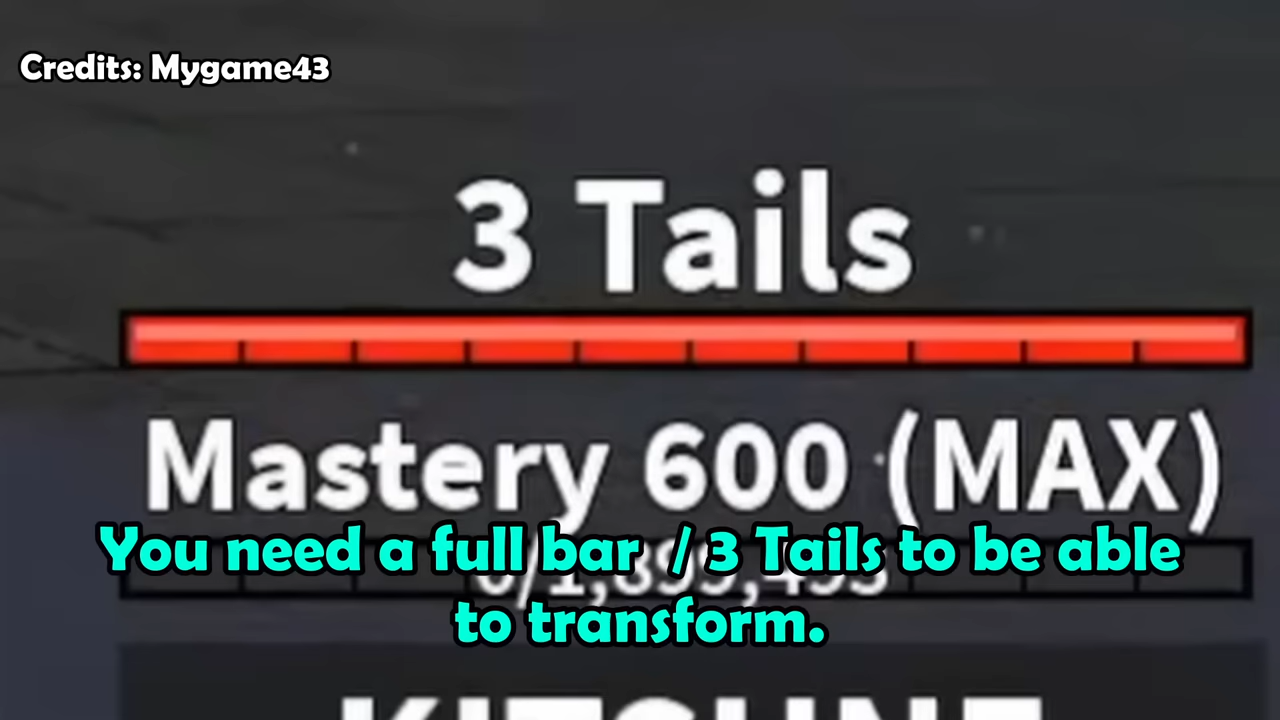 Credits: Mygame43
3 Tails
Mastery 600 (MAX)
You need a full bar / 3 Tails to be able
to transform.